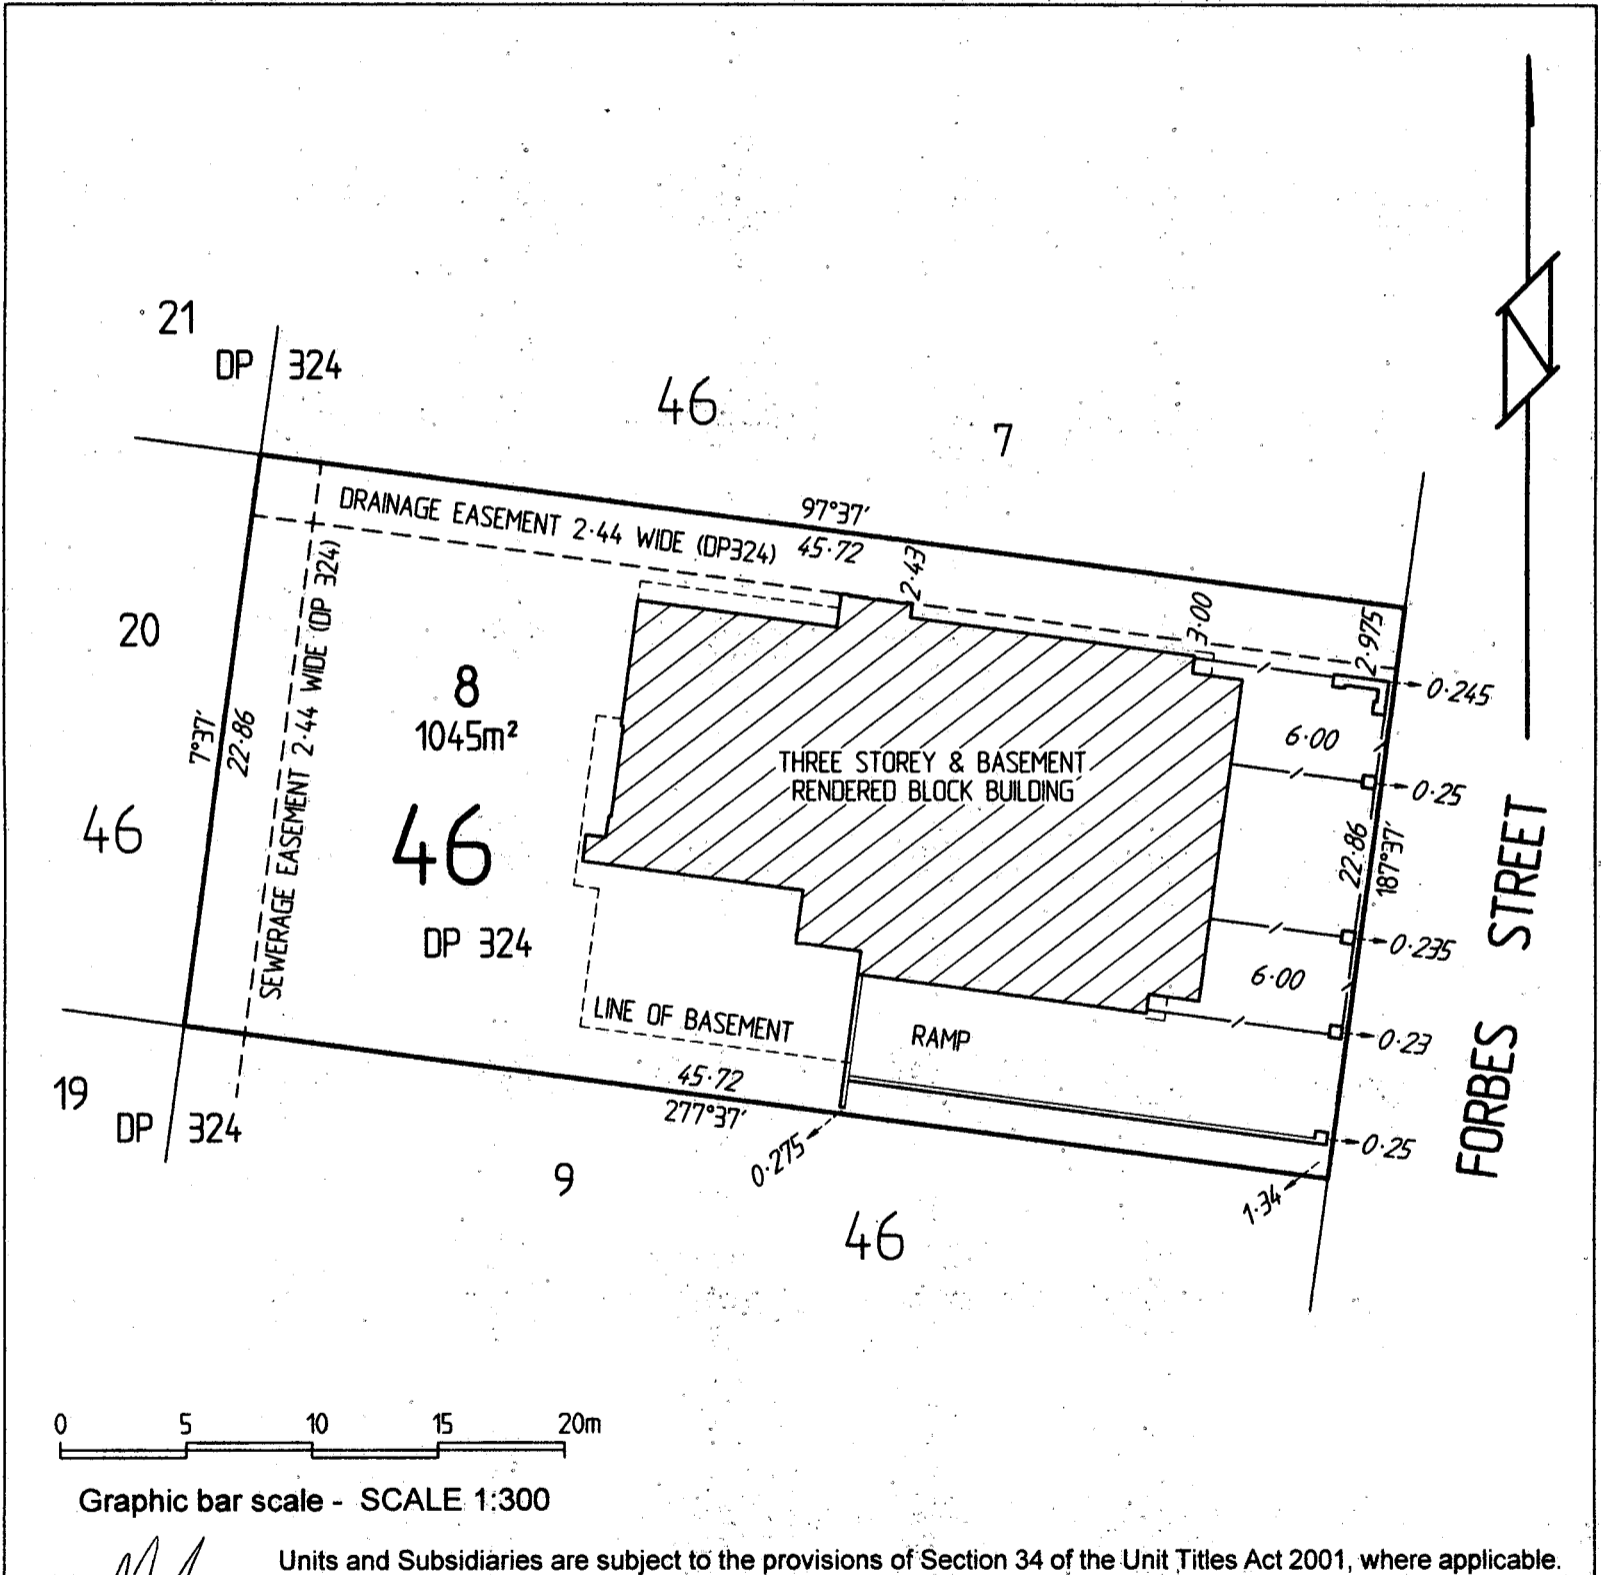 21
DP 324
46
7
DRAINAGE EASEMENT 2·44 WIDE (DP324)
97°37′
45·72
2·43
3·00
2·975
0·245
20
SEWERAGE EASEMENT 2·44 WIDE (DP 324)
8
1045m²
7°37′
22·86
THREE STOREY & BASEMENT
RENDERED BLOCK BUILDING
6·00
0·25
46
46
DP 324
22·86
187°37′
FORBES STREET
0·235
6·00
LINE OF BASEMENT
RAMP
0·23
19
DP 324
45·72
277°37′
0·275
0·25
1·34
9
46
0 5 10 15 20m
Graphic bar scale - SCALE 1:300
Units and Subsidiaries are subject to the provisions of Section 34 of the Unit Titles Act 2001, where applicable.